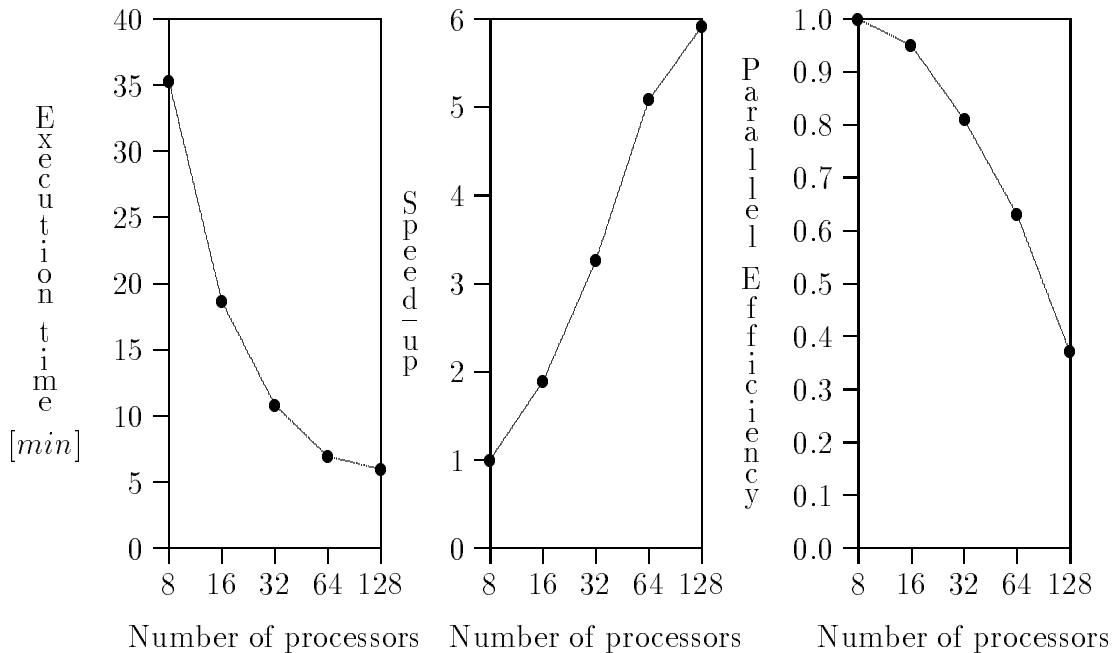 Execution time
[min]
40
35
30
25
20
15
10
5
0
8 16 32 64 128
Number of processors
Speed-up
6
5
4
3
2
1
0
8 16 32 64 128
Number of processors
Parallel Efficiency
1.0
0.9
0.8
0.7
0.6
0.5
0.4
0.3
0.2
0.1
0.0
8 16 32 64 128
Number of processors